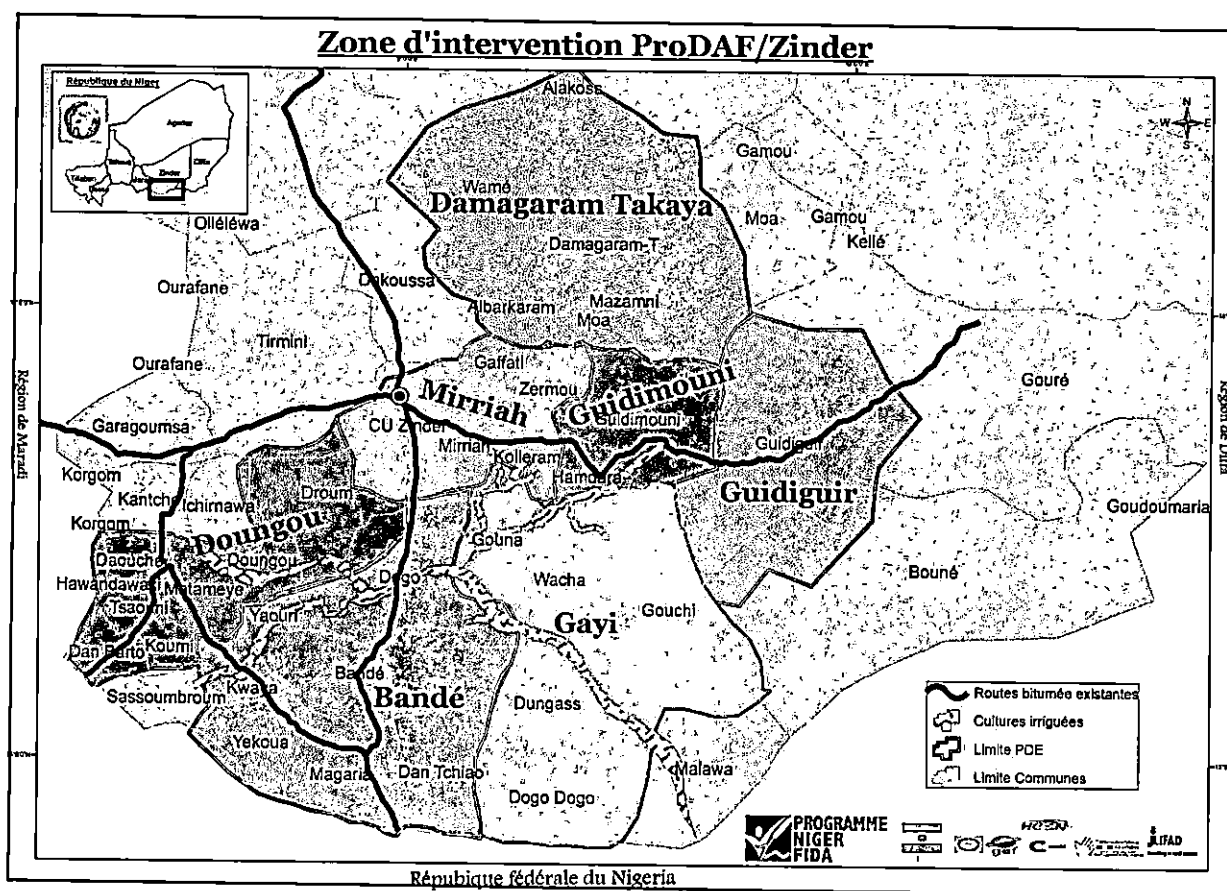 Zone d'intervention ProDAF/Zinder
République du Niger
Agadez
Zinder
Diffa
N
W
E
S
Alakoss
Gamou
Wamé
Damagaram Takaya
Moa
Gamou
Olléléwa
Damagaram-T
Kellé
Dakoussa
Ourafane
Albarkaram
Mazamni
Moa
Tirmini
Gaffati
Ourafane
Zermou
Guidimouni
Gouré
Mirriah
Guidimouni
Garagoumsa
CU Zinder
Mirriah
Guidiguir
Région de Maradi
Kolleram
Korgom
Hamdara
Kantché
Ichirnawa
Droum
Guidiguir
Goudoumaria
Korgom
Doungou
Gouna
Daouché
Doungou
Bouné
Hawandawaki
Matameye
Dogo
Wacha
Tsaouni
Yaouri
Gouchi
Gayi
Dan Barto
Koumi
Bandé
Sassoumbroum
Kwaya
Bandé
Dungass
Yekoua
Magaria
Dan Tchiao
Malawa
Dogo Dogo
Routes bitumée existantes
Cultures irriguées
Limite PDE
Limite Communes
PROGRAMME
NIGER
FIDA
IFAD
Répubique fédérale du Nigeria